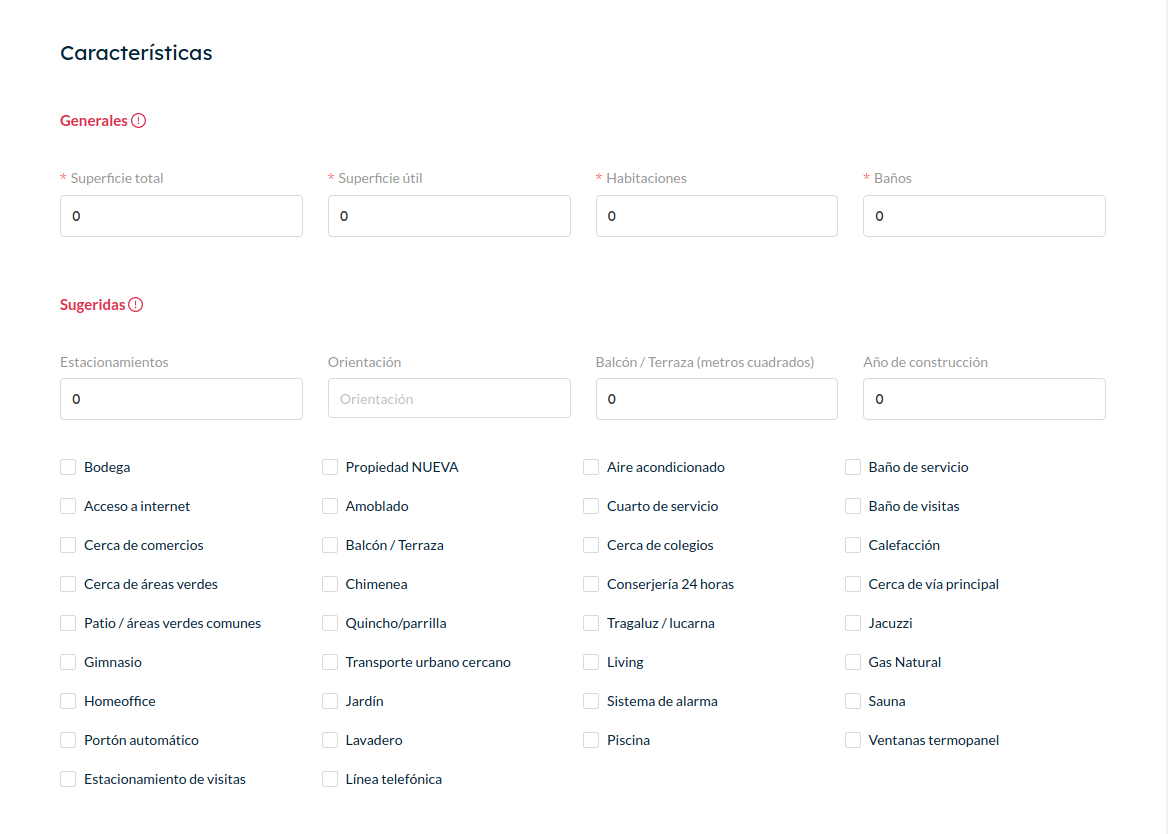 Características
Generales
* Superficie total * Superficie útil * Habitaciones * Baños
0 0 0 0
Sugeridas
Estacionamientos Orientación Balcón / Terraza (metros cuadrados) Año de construcción
0 Orientación 0 0
Bodega Propiedad NUEVA Aire acondicionado Baño de servicio
Acceso a internet Amoblado Cuarto de servicio Baño de visitas
Cerca de comercios Balcón / Terraza Cerca de colegios Calefacción
Cerca de áreas verdes Chimenea Conserjería 24 horas Cerca de vía principal
Patio / áreas verdes comunes Quincho/parrilla Tragaluz / lucarna Jacuzzi
Gimnasio Transporte urbano cercano Living Gas Natural
Homeoffice Jardín Sistema de alarma Sauna
Portón automático Lavadero Piscina Ventanas termopanel
Estacionamiento de visitas Línea telefónica